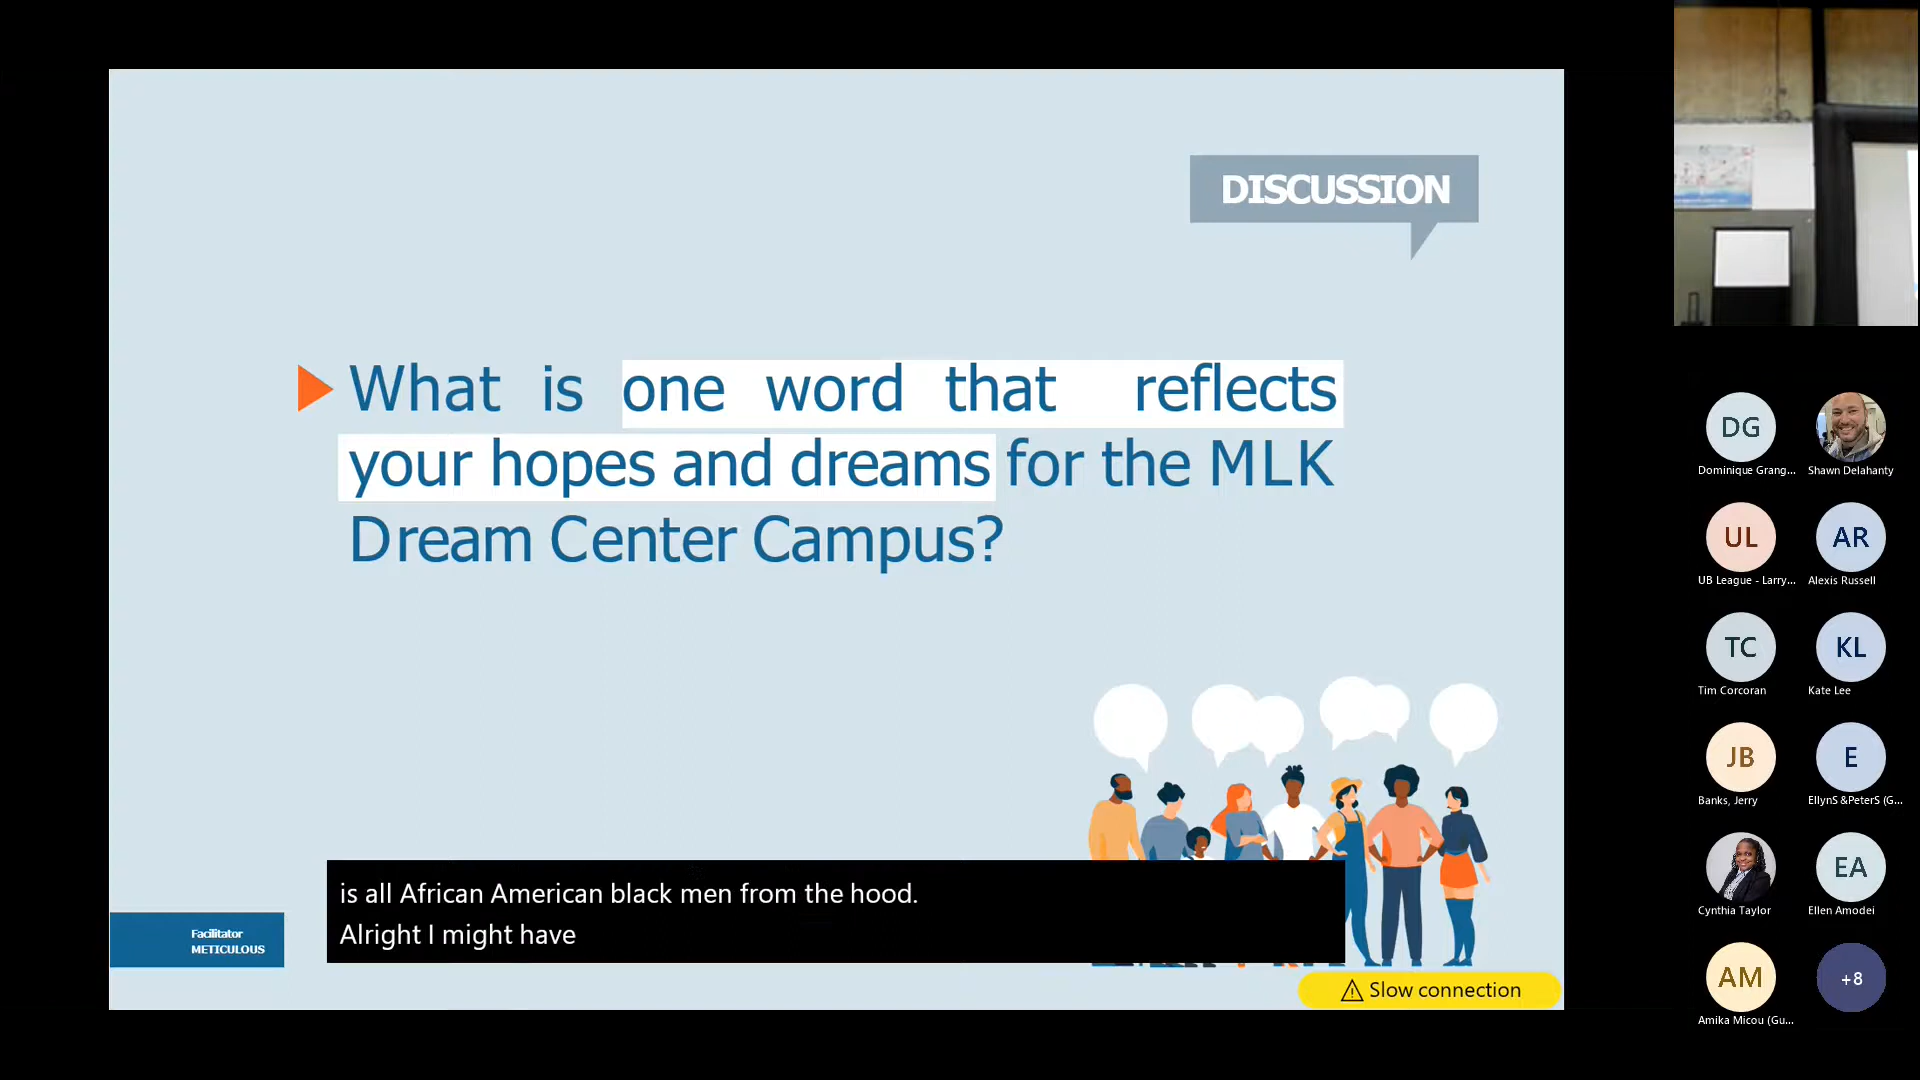 DISCUSSION
What is one word that reflects
your hopes and dreams for the MLK
Dream Center Campus?
is all African American black men from the hood.
Alright I might have
Facilitator
METICULOUS
Slow connection
DG
Dominique Grang...
Shawn Delahanty
UL
UB League - Larry...
AR
Alexis Russell
TC
Tim Corcoran
KL
Kate Lee
JB
Banks, Jerry
E
EllynS &PeterS (G...
Cynthia Taylor
EA
Ellen Amodei
AM
Amika Micou (Gu...
+8